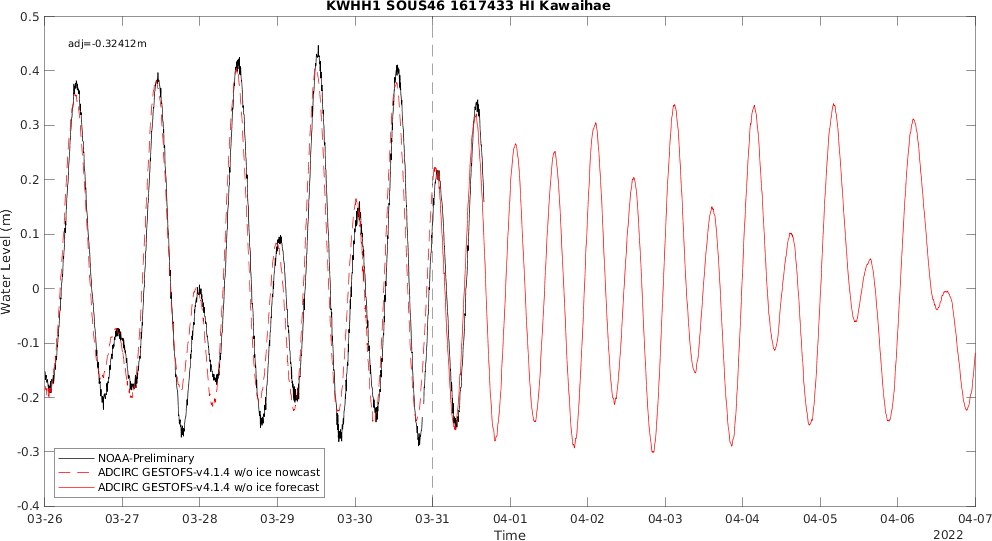 KWHH1 SOUS46 1617433 HI Kawaihae
adj=-0.32412m
0.5
0.4
0.3
0.2
0.1
0
-0.1
-0.2
-0.3
-0.4
Water Level (m)
NOAA-Preliminary
ADCIRC GESTOFS-v4.1.4 w/o ice nowcast
ADCIRC GESTOFS-v4.1.4 w/o ice forecast
03-26 03-27 03-28 03-29 03-30 03-31 04-01 04-02 04-03 04-04 04-05 04-06 04-07
Time
2022